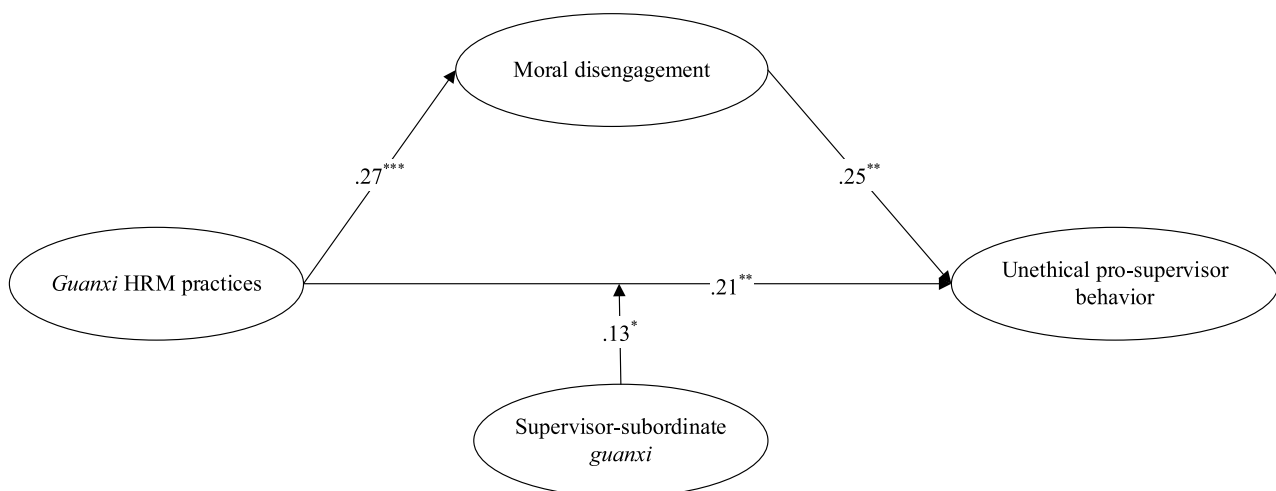 Moral disengagement
.27***
.25**
Guanxi HRM practices
Unethical pro-supervisor
behavior
.21**
.13*
Supervisor-subordinate
guanxi